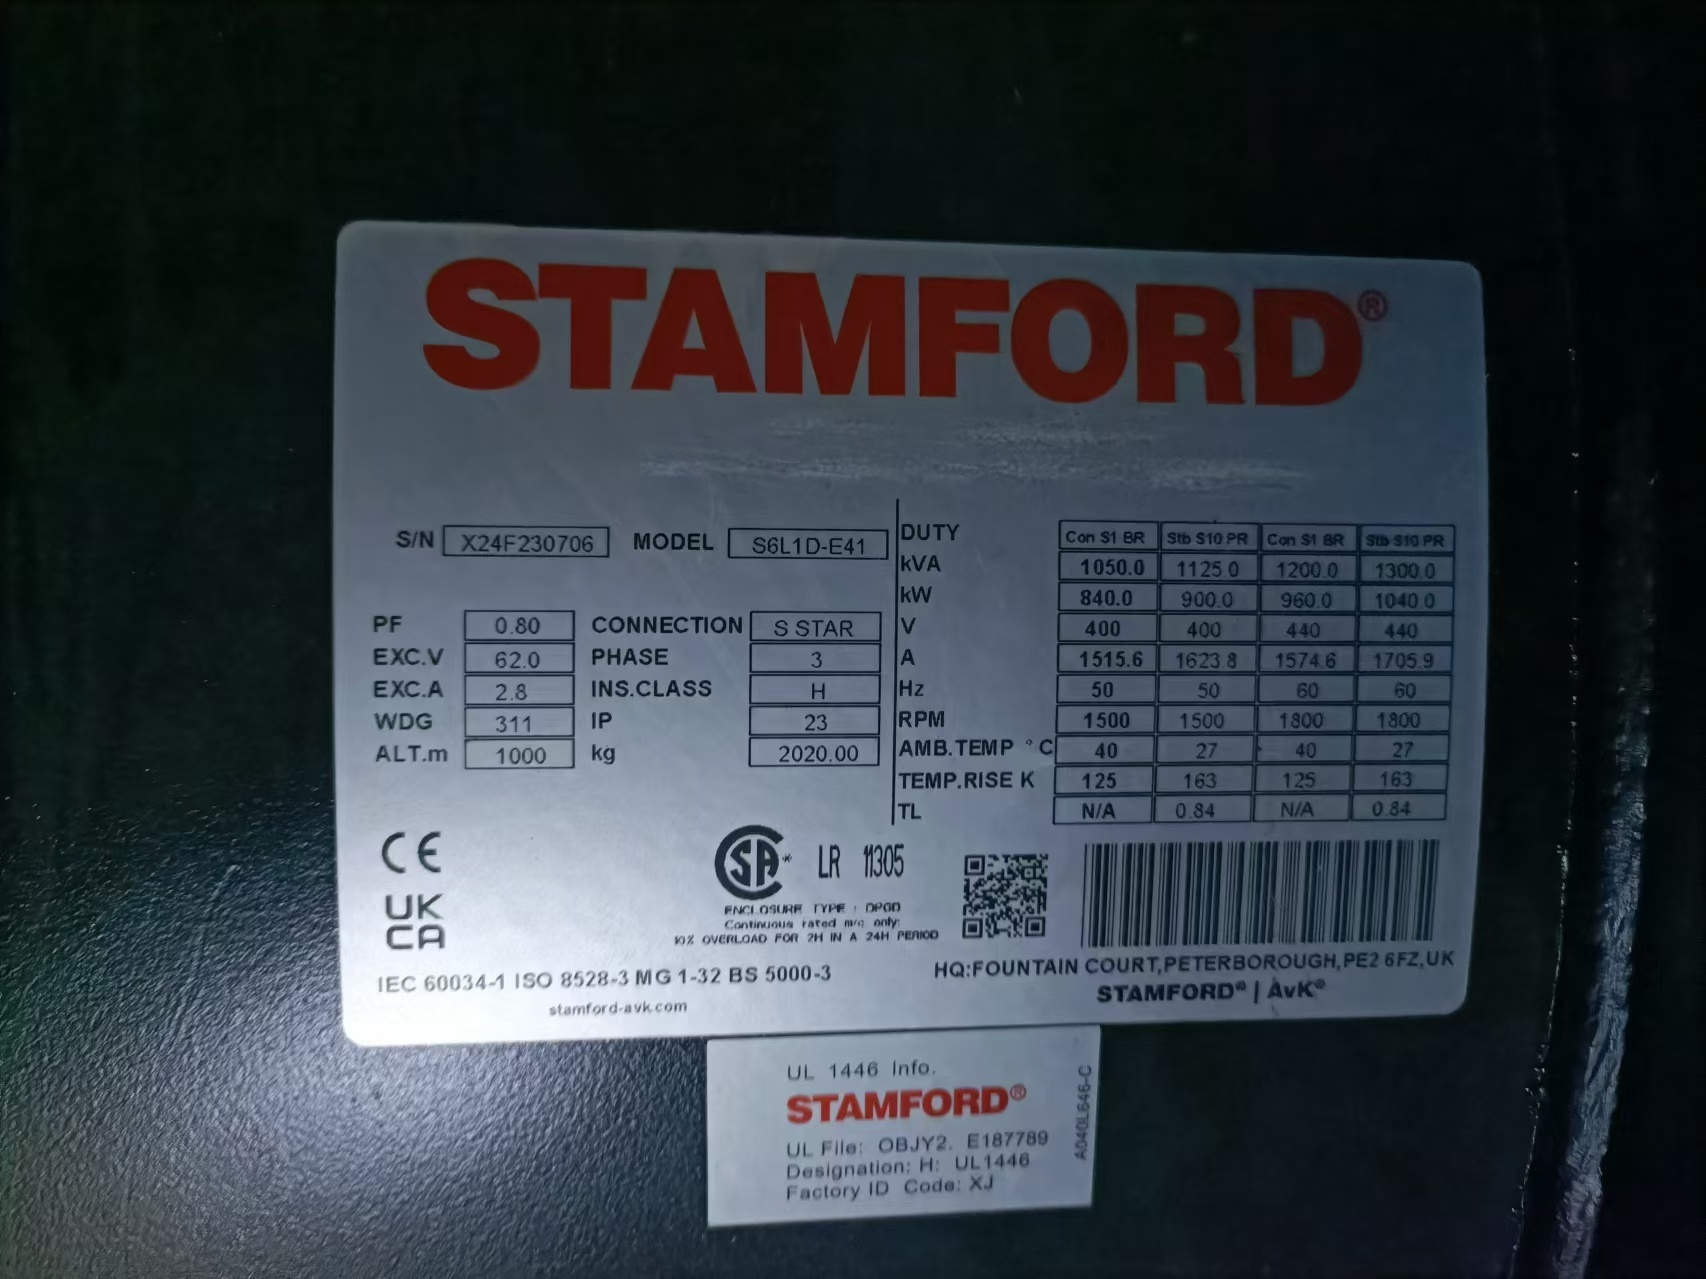 STAMFORD®
S/N X24F230706 MODEL S6L1D-E41
PF 0.80 CONNECTION S STAR
EXC.V 62.0 PHASE 3
EXC.A 2.8 INS.CLASS H
WDG 311 IP 23
ALT.m 1000 kg 2020.00
DUTY Con S1 BR Stb S10 PR Con S1 BR Stb S10 PR
kVA 1050.0 1125.0 1200.0 1300.0
kW 840.0 900.0 960.0 1040.0
V 400 400 440 440
A 1515.6 1623.8 1574.6 1705.9
Hz 50 50 60 60
RPM 1500 1500 1800 1800
AMB.TEMP °C 40 27 40 27
TEMP.RISE K 125 163 125 163
TL N/A 0.84 N/A 0.84
CE
UK
CA
SA LR 11305
ENCLOSURE TYPE : DPGD
Continuous rated m/c only:
10% OVERLOAD FOR 2H IN A 24H PERIOD
IEC 60034-1 ISO 8528-3 MG 1-32 BS 5000-3
stamford-avk.com
HQ:FOUNTAIN COURT,PETERBOROUGH,PE2 6FZ,UK
STAMFORD® | AvK®
UL 1446 Info.
STAMFORD®
UL File: OBJY2. E187789
Designation: H: UL1446
Factory ID Code: XJ
A040L646-C